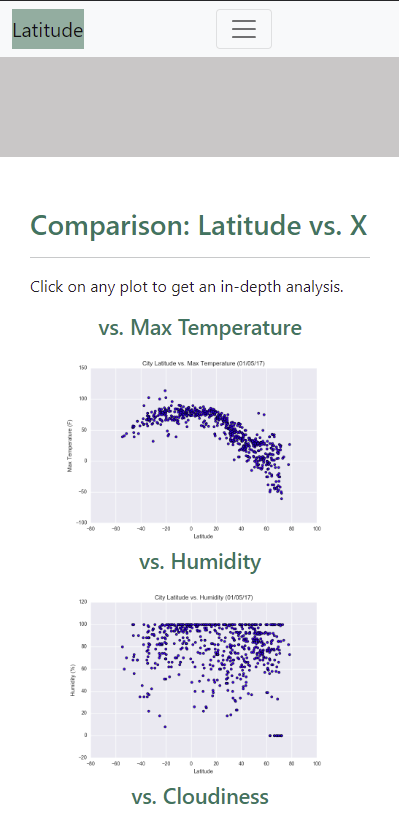 Latitude
Comparison: Latitude vs. X
Click on any plot to get an in-depth analysis.
vs. Max Temperature
City Latitude vs. Max Temperature (01/05/17)
150
100
50
0
−50
−100
Max Temperature (F)
−80 −60 −40 −20 0 20 40 60 80 100
Latitude
vs. Humidity
City Latitude vs. Humidity (01/05/17)
120
100
80
60
40
20
0
−20
Humidity (%)
−80 −60 −40 −20 0 20 40 60 80 100
Latitude
vs. Cloudiness